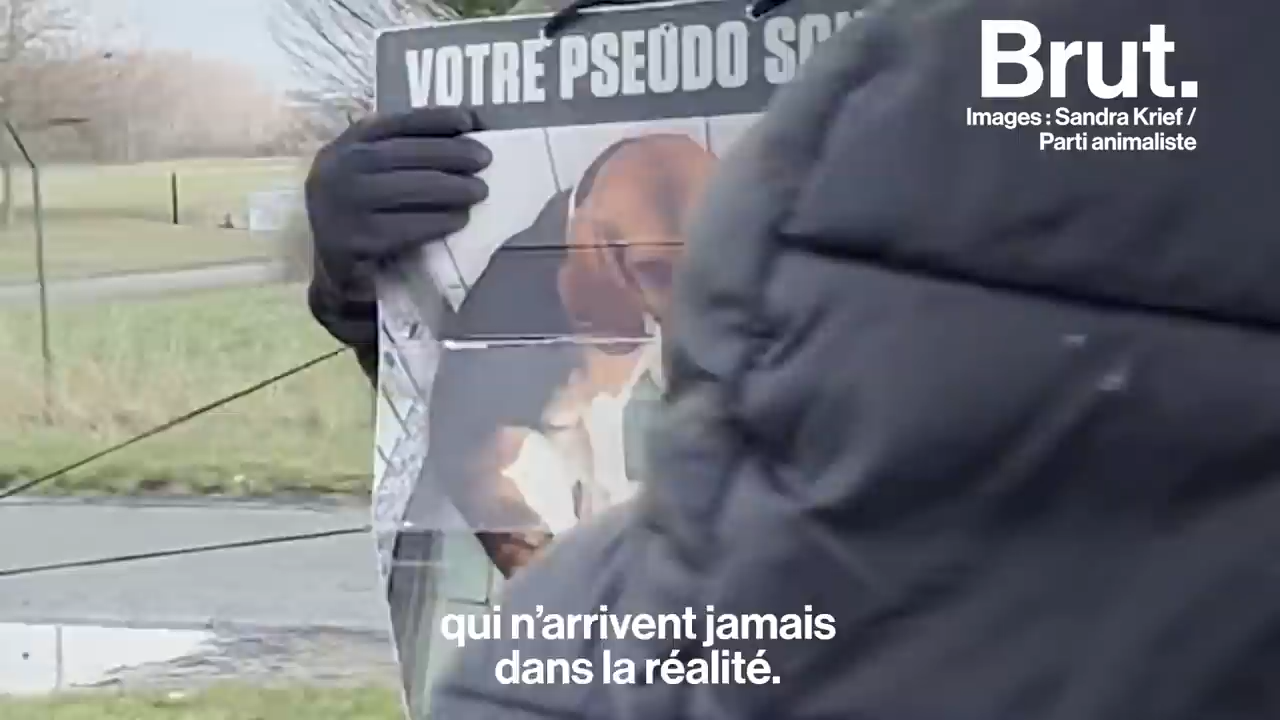 VOTRE PSEUDO
Brut.
Images : Sandra Krief /
Parti animaliste
qui n'arrivent jamais
dans la réalité.